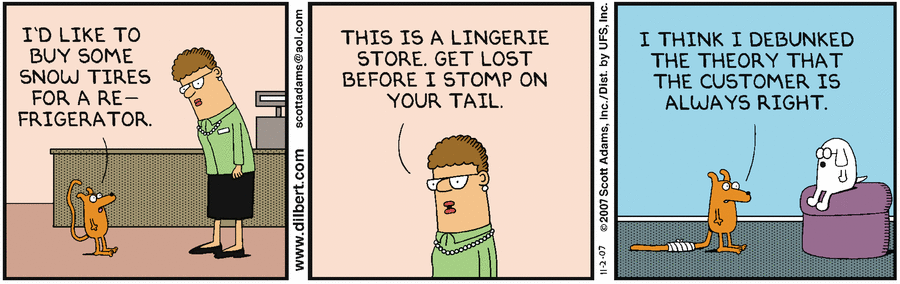 I'D LIKE TO
BUY SOME
SNOW TIRES
FOR A RE-
FRIGERATOR.
www.dilbert.com
scottadams@aol.com
THIS IS A LINGERIE
STORE. GET LOST
BEFORE I STOMP ON
YOUR TAIL.
11-2-07 ©2007 Scott Adams, Inc./Dist. by UFS, Inc.
I THINK I DEBUNKED
THE THEORY THAT
THE CUSTOMER IS
ALWAYS RIGHT.